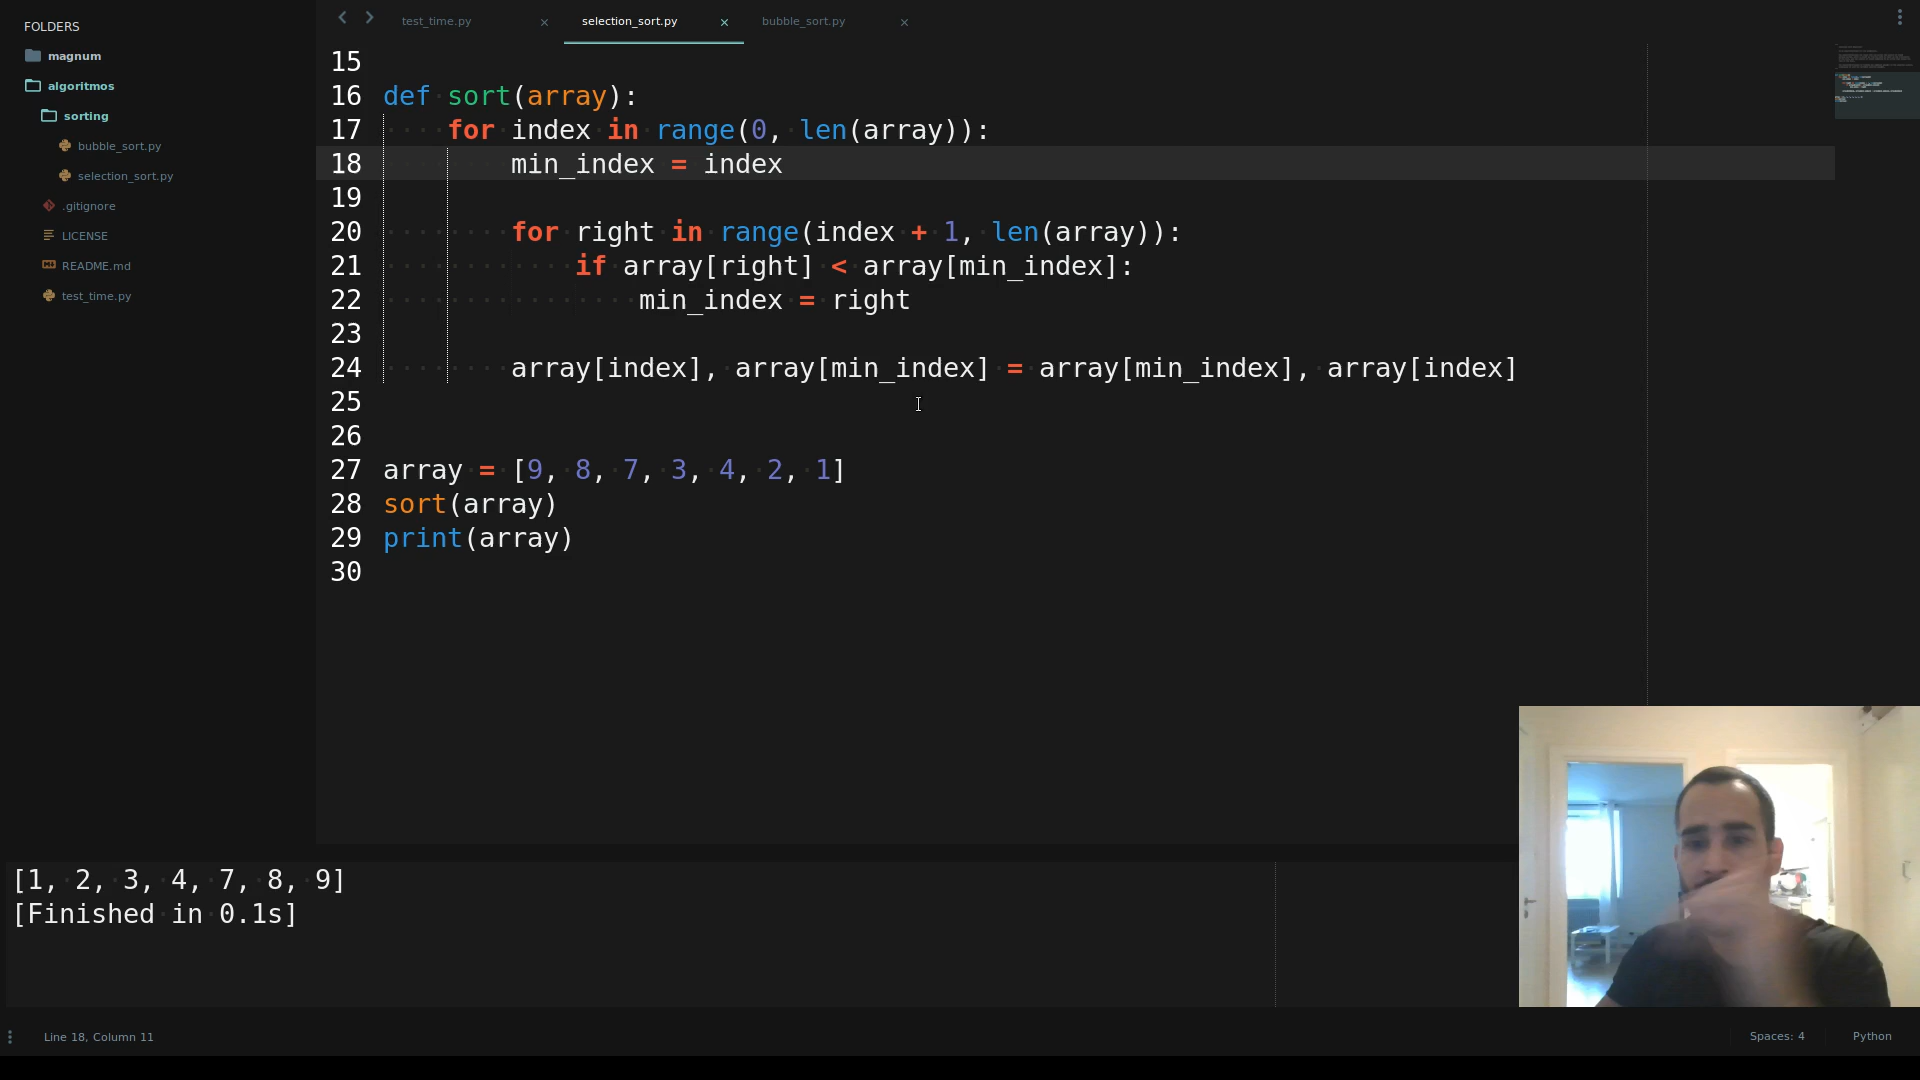 FOLDERS
magnum
algoritmos
sorting
bubble_sort.py
selection_sort.py
.gitignore
LICENSE
README.md
test_time.py
test_time.py × selection_sort.py × bubble_sort.py ×
15
16 def sort(array):
17 for index in range(0, len(array)):
18 min_index = index
19
20 for right in range(index + 1, len(array)):
21 if array[right] < array[min_index]:
22 min_index = right
23
24 array[index], array[min_index] = array[min_index], array[index]
25
26
27 array = [9, 8, 7, 3, 4, 2, 1]
28 sort(array)
29 print(array)
30
[1, 2, 3, 4, 7, 8, 9]
[Finished in 0.1s]
Line 18, Column 11
Spaces: 4
Python